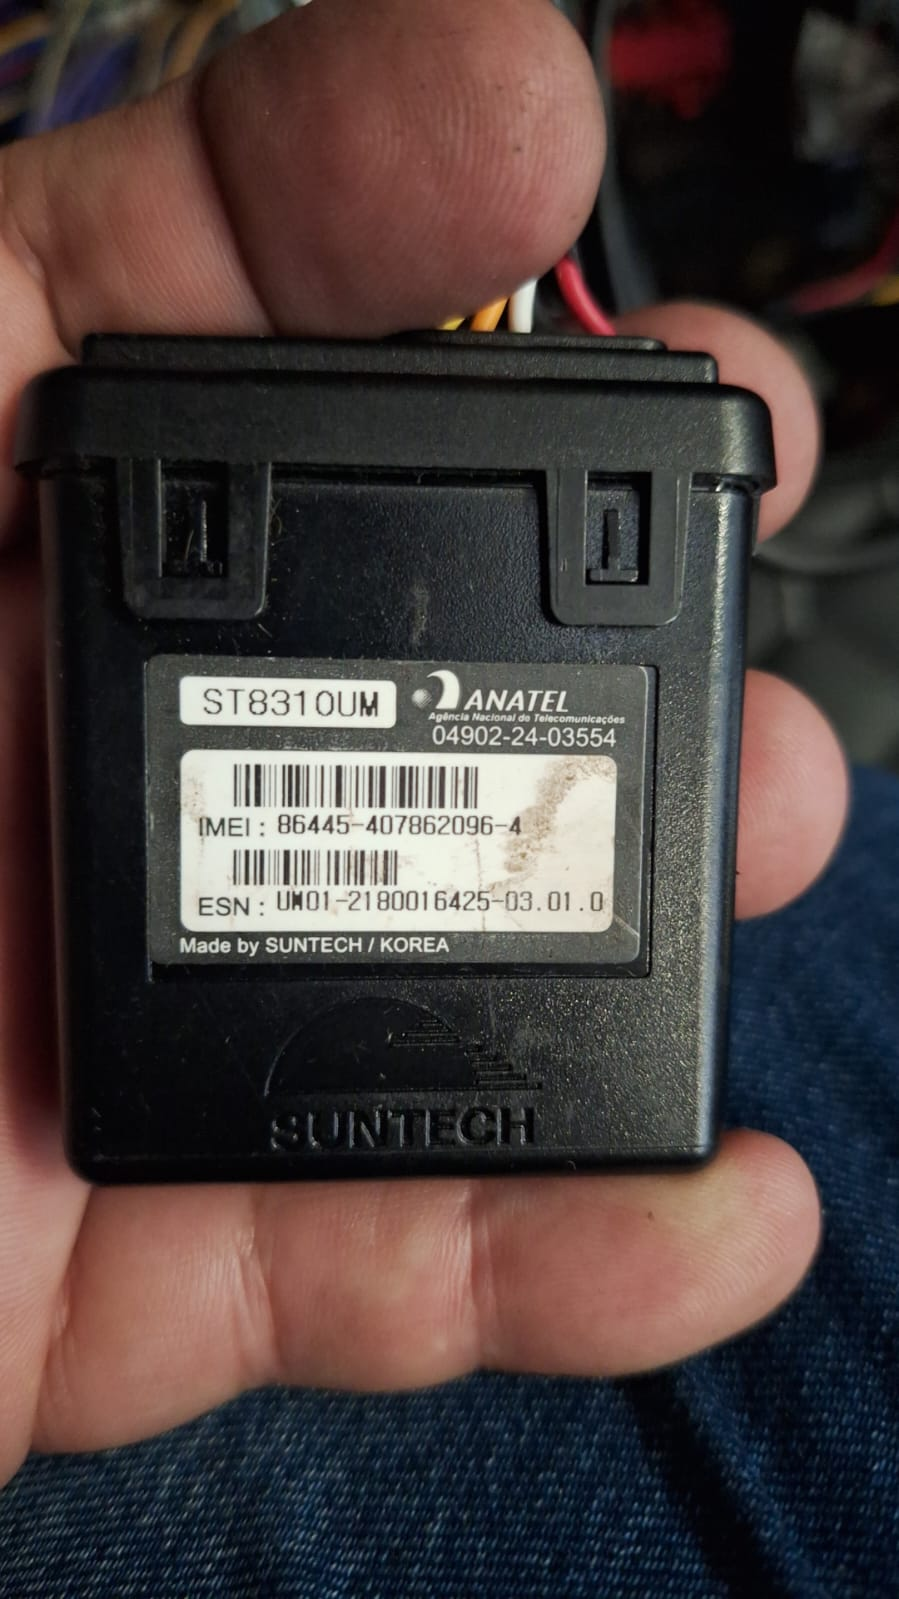 ST8310UM
ANATEL
Agência Nacional de Telecomunicações
04902-24-03554
IMEI : 86445-407862096-4
ESN : UM01-2180016425-03.01.0
Made by SUNTECH / KOREA
SUNTECH